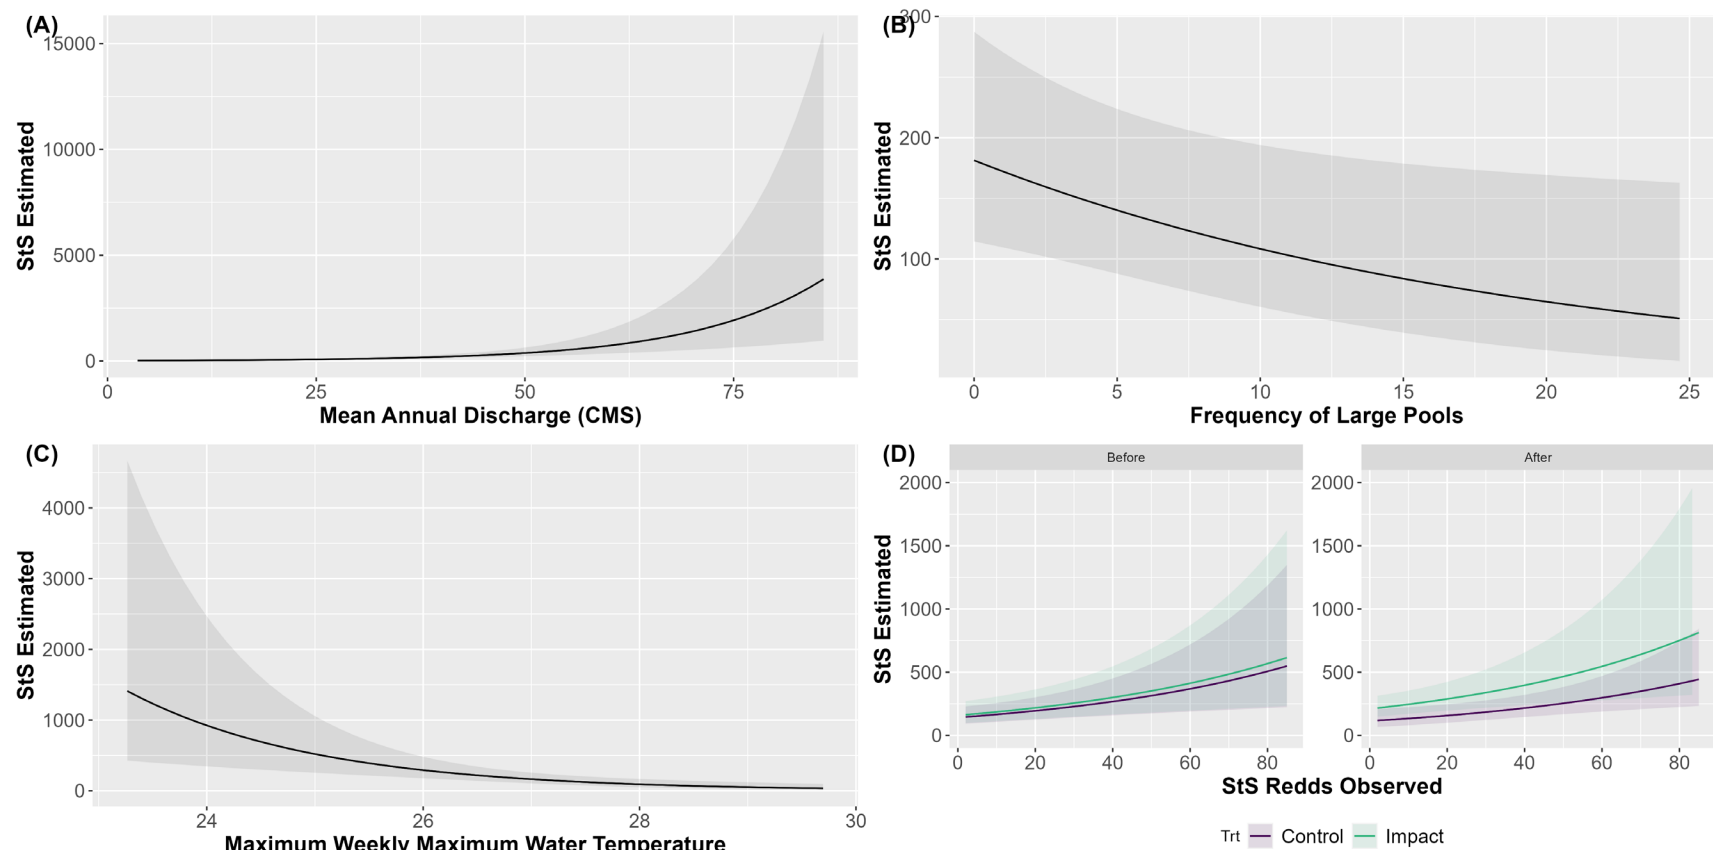 (A)
15000
10000
5000
0
StS Estimated
0 25 50 75
Mean Annual Discharge (CMS)
(B)
300
200
100
StS Estimated
0 5 10 15 20 25
Frequency of Large Pools
(C)
4000
3000
2000
1000
0
StS Estimated
24 26 28 30
Maximum Weekly Maximum Water Temperature
(D)
Before After
2000 2000
1500 1500
1000 1000
500 500
0 0
StS Estimated
0 20 40 60 80 0 20 40 60 80
StS Redds Observed
Trt Control Impact